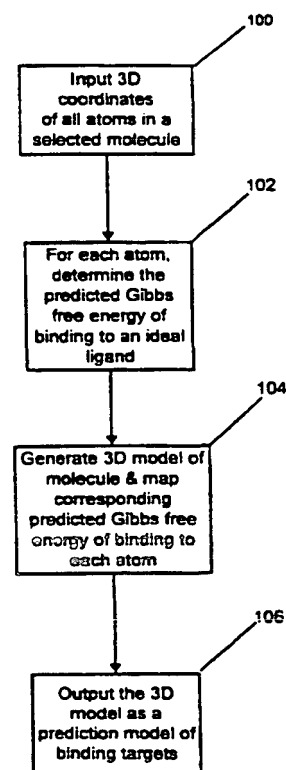 100
Input 3D
coordinates
of all atoms in a
selected molecule
102
For each atom,
determine the
predicted Gibbs
free energy of
binding to an ideal
ligand
104
Generate 3D model of
molecule & map
corresponding
predicted Gibbs free
energy of binding to
each atom
106
Output the 3D
model as a
prediction model of
binding targets